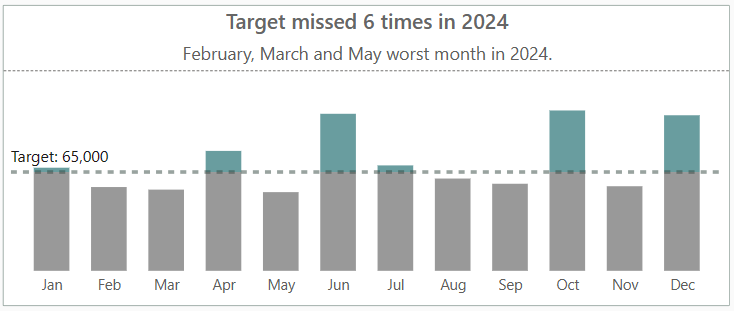 Target missed 6 times in 2024
February, March and May worst month in 2024.
Target: 65,000
Jan Feb Mar Apr May Jun Jul Aug Sep Oct Nov Dec